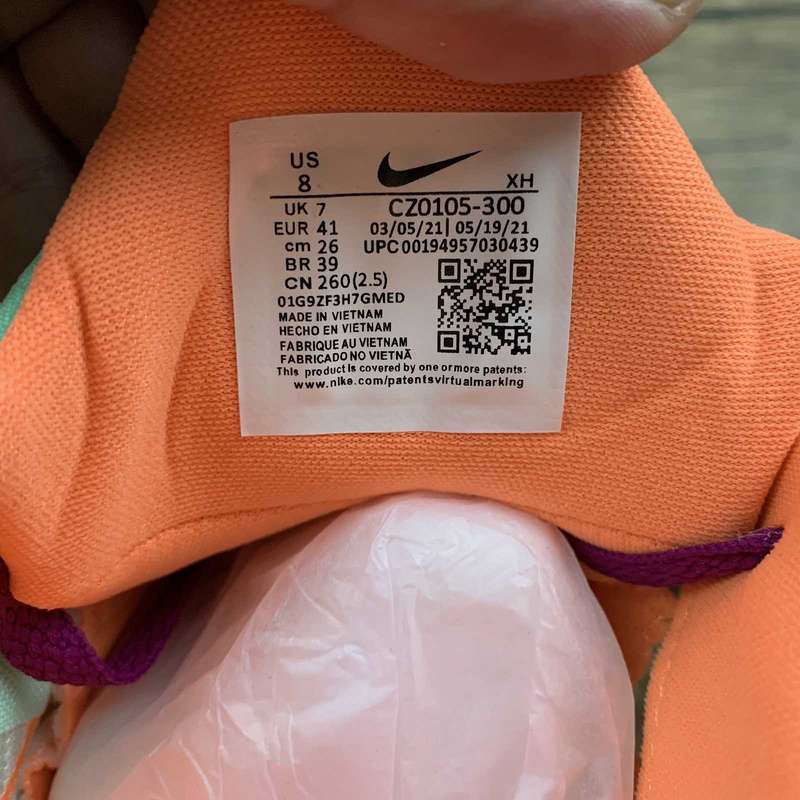 US
8 XH
UK 7 CZ0105-300
EUR 41 03/05/21| 05/19/21
cm 26 UPC 00194957030439
BR 39
CN 260(2.5)
01G9ZF3H7GMED
MADE IN VIETNAM
HECHO EN VIETNAM
FABRIQUE AU VIETNAM
FABRICADO NO VIETNÃ
This product is covered by one or more patents:
www.nike.com/patentsvirtualmarking